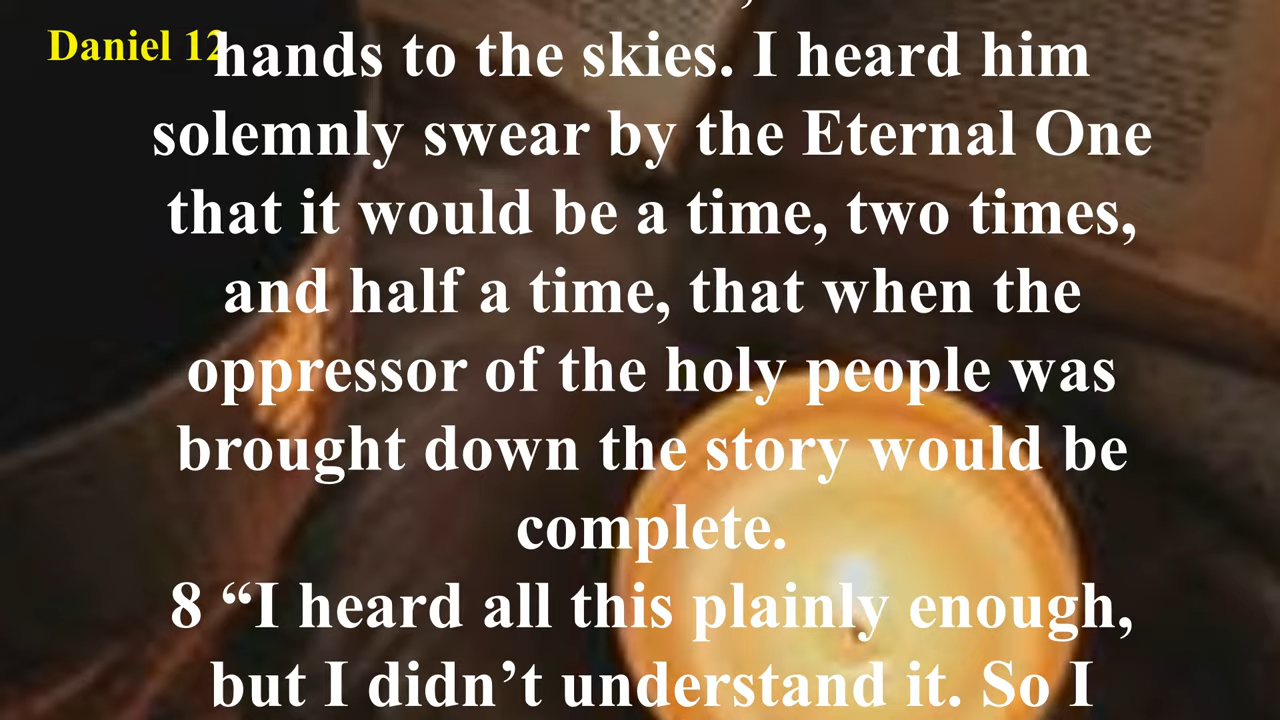 Daniel 12
hands to the skies. I heard him
solemnly swear by the Eternal One
that it would be a time, two times,
and half a time, that when the
oppressor of the holy people was
brought down the story would be
complete.
8 “I heard all this plainly enough,
but I didn’t understand it. So I